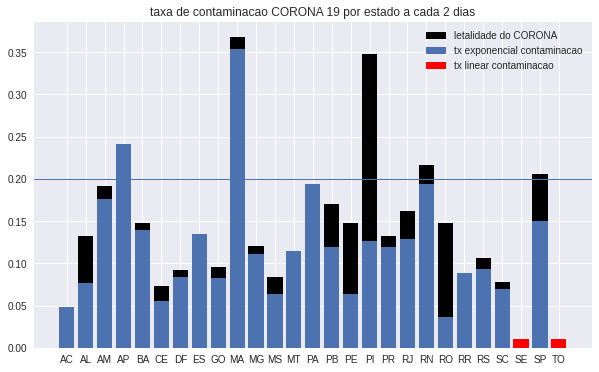 taxa de contaminacao CORONA 19 por estado a cada 2 dias
letalidade do CORONA
tx exponencial contaminacao
tx linear contaminacao
0.35
0.30
0.25
0.20
0.15
0.10
0.05
0.00
AC AL AM AP BA CE DF ES GO MA MG MS MT PA PB PE PI PR RJ RN RO RR RS SC SE SP TO